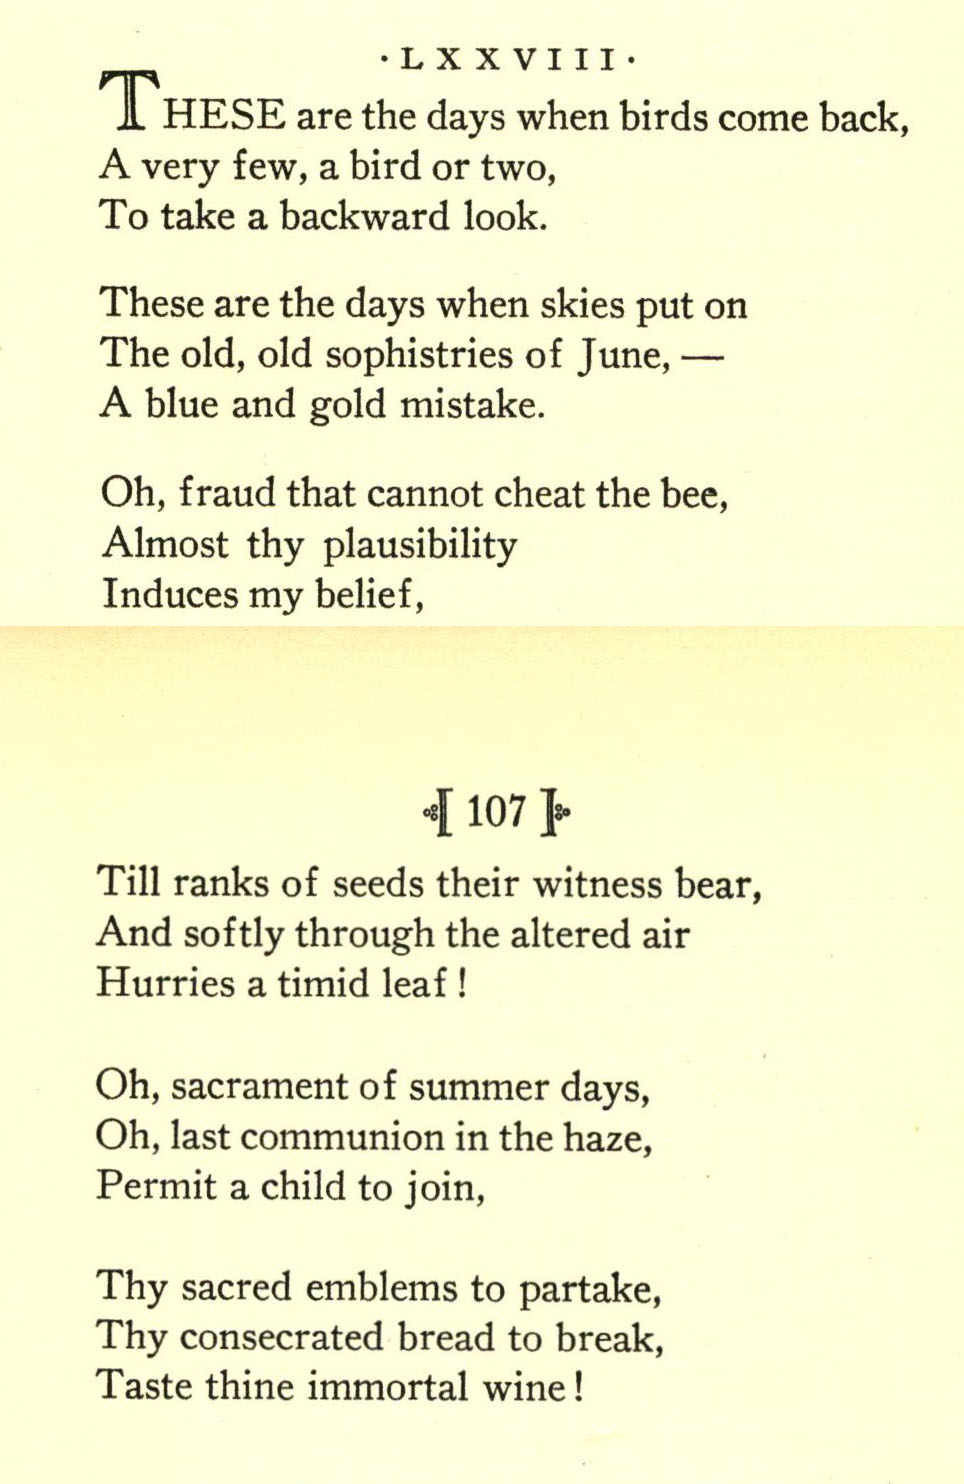 ·LXXVIII·
THESE are the days when birds come back,
A very few, a bird or two,
To take a backward look.
These are the days when skies put on
The old, old sophistries of June, —
A blue and gold mistake.
Oh, fraud that cannot cheat the bee,
Almost thy plausibility
Induces my belief,
[ 107 ]
Till ranks of seeds their witness bear,
And softly through the altered air
Hurries a timid leaf!
Oh, sacrament of summer days,
Oh, last communion in the haze,
Permit a child to join,
Thy sacred emblems to partake,
Thy consecrated bread to break,
Taste thine immortal wine!